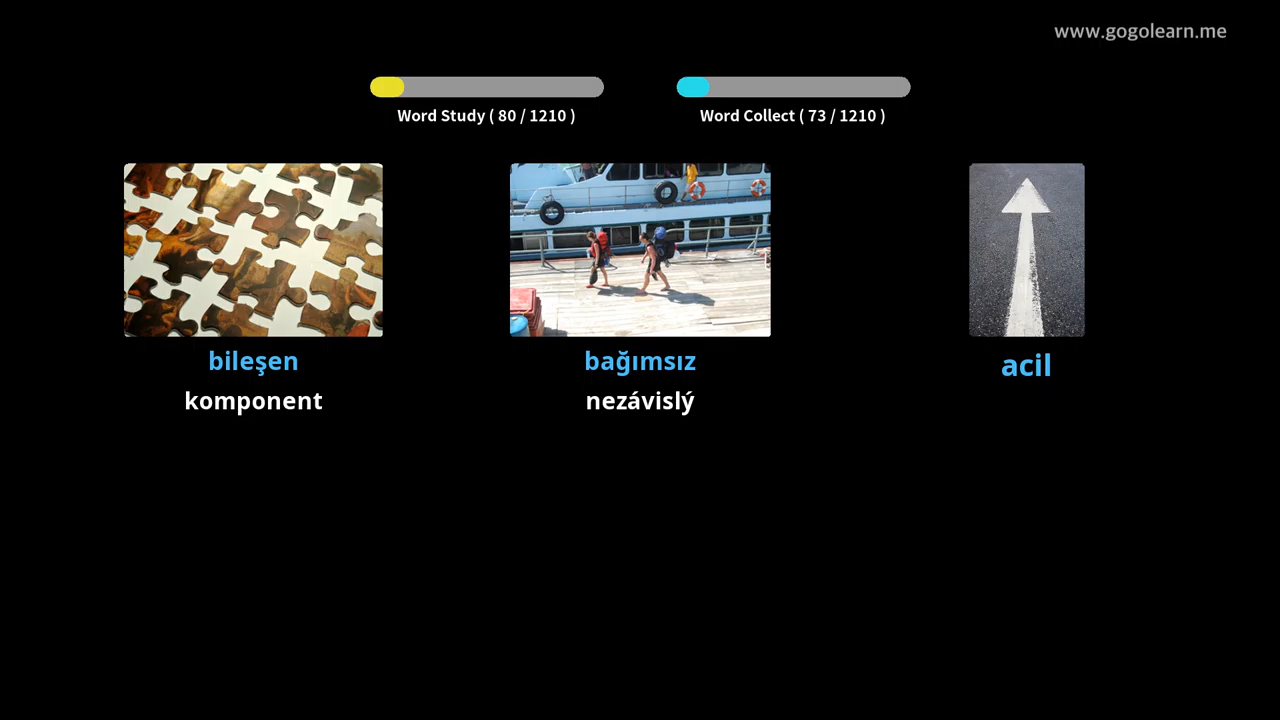 www.gogolearn.me
Word Study ( 80 / 1210 )
Word Collect ( 73 / 1210 )
bileşen
komponent
bağımsız
nezávislý
acil